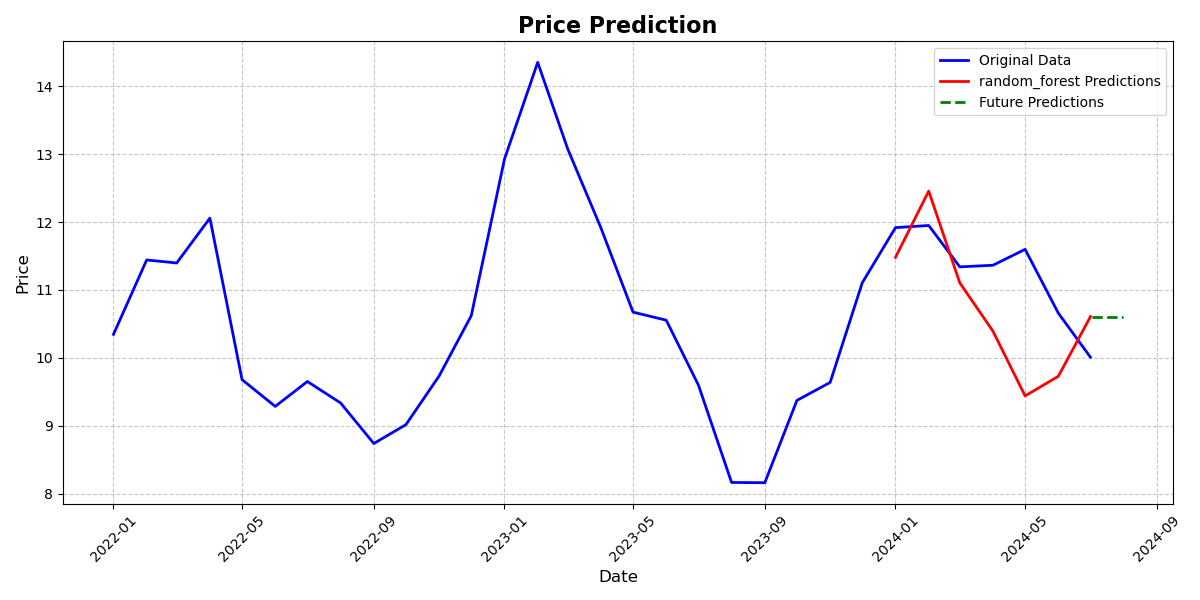 Price Prediction
Original Data
random_forest Predictions
Future Predictions
Price
14
13
12
11
10
9
8
2022-01
2022-05
2022-09
2023-01
2023-05
2023-09
2024-01
2024-05
2024-09
Date